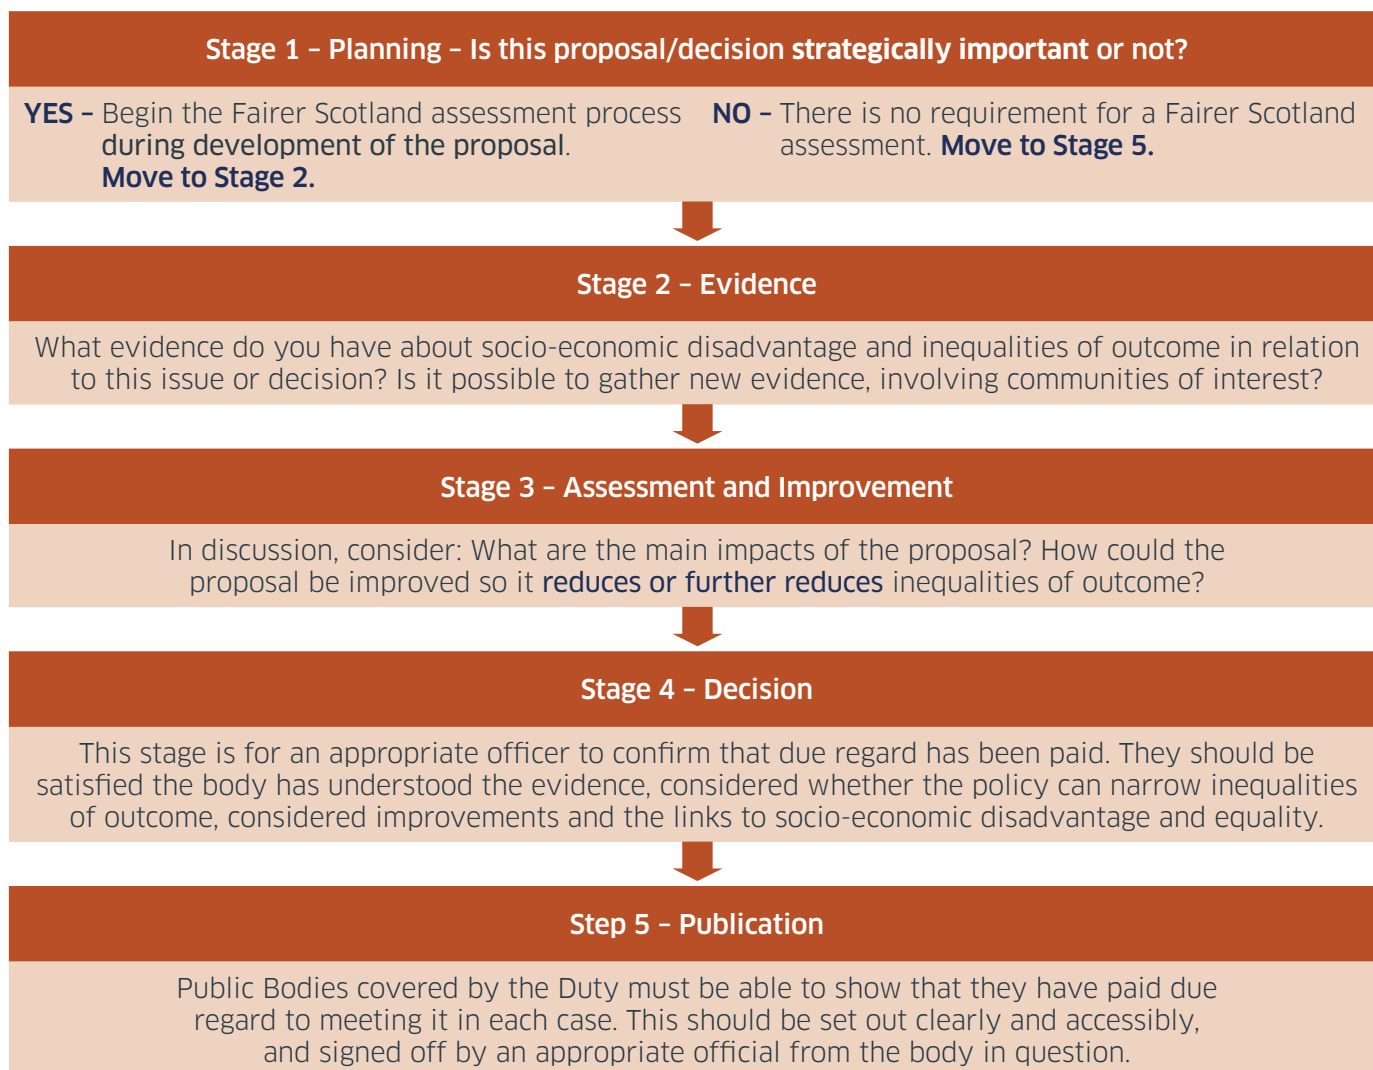 Stage 1 – Planning – Is this proposal/decision strategically important or not?
YES – Begin the Fairer Scotland assessment process
during development of the proposal.
Move to Stage 2.
NO – There is no requirement for a Fairer Scotland
assessment. Move to Stage 5.
Stage 2 – Evidence
What evidence do you have about socio-economic disadvantage and inequalities of outcome in relation
to this issue or decision? Is it possible to gather new evidence, involving communities of interest?
Stage 3 – Assessment and Improvement
In discussion, consider: What are the main impacts of the proposal? How could the
proposal be improved so it reduces or further reduces inequalities of outcome?
Stage 4 – Decision
This stage is for an appropriate officer to confirm that due regard has been paid. They should be
satisfied the body has understood the evidence, considered whether the policy can narrow inequalities
of outcome, considered improvements and the links to socio-economic disadvantage and equality.
Step 5 – Publication
Public Bodies covered by the Duty must be able to show that they have paid due
regard to meeting it in each case. This should be set out clearly and accessibly,
and signed off by an appropriate official from the body in question.